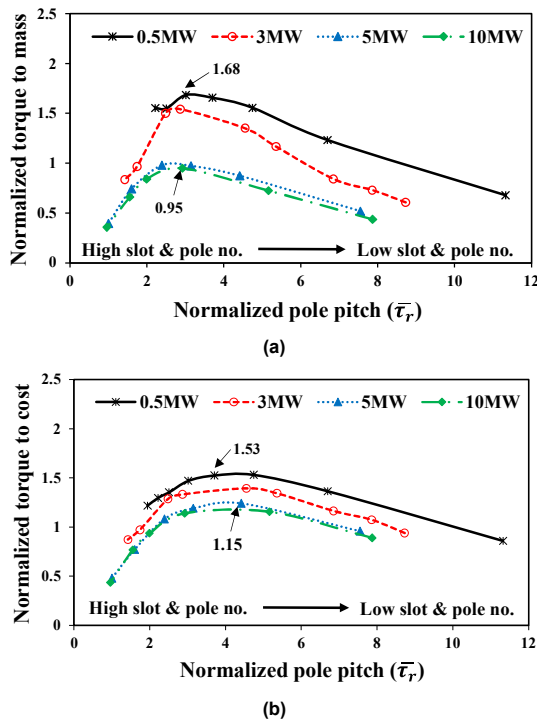 (a)
2.5
0.5MW 3MW 5MW 10MW
2
1.68
1.5
1
0.95
0.5
High slot & pole no. Low slot & pole no.
0
0 2 4 6 8 10 12
Normalized torque to mass
Normalized pole pitch (τ̅r)
(a)
2.5
0.5MW 3MW 5MW 10MW
2
1.53
1.5
1
1.15
0.5
High slot & pole no. Low slot & pole no.
0
0 2 4 6 8 10 12
Normalized torque to cost
Normalized pole pitch (τ̅r)
(b)